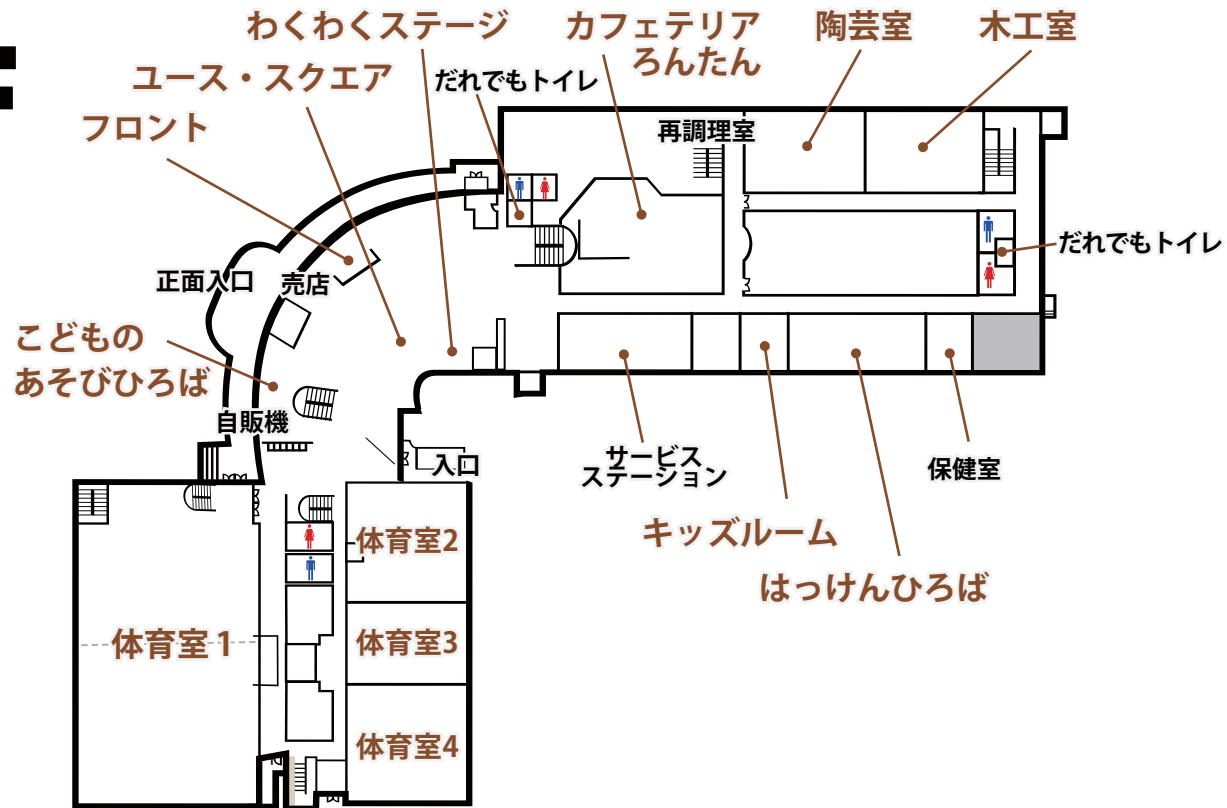 わくわくステージ
カフェテリア
ろんたん
陶芸室
木工室
ユース・スクエア
だれでもトイレ
フロント
再調理室
だれでもトイレ
正面入口
売店
こどもの
あそびひろば
自販機
入口
サービス
ステーション
保健室
キッズルーム
はっけんひろば
体育室2
体育室1
体育室3
体育室4